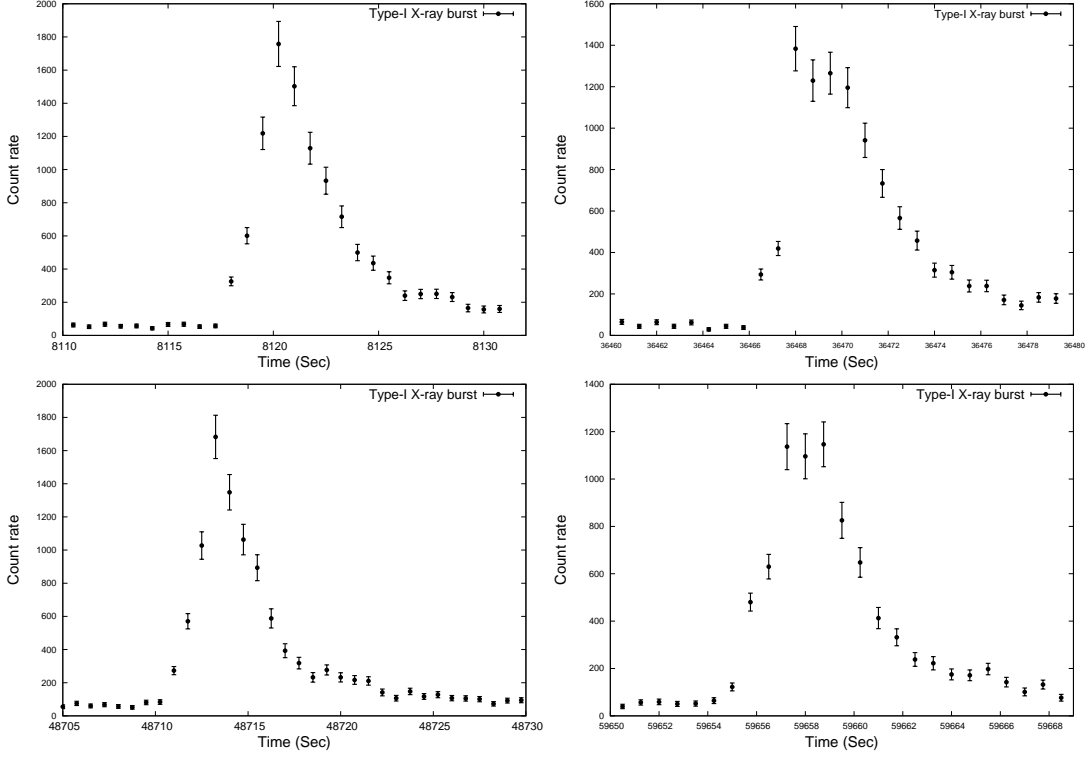 Type-I X-ray burst
Count rate
2000
1800
1600
1400
1200
1000
800
600
400
200
0
8110 8115 8120 8125 8130
Time (Sec)
Type-I X-ray burst
Count rate
1600
1400
1200
1000
800
600
400
200
0
36460 36462 36464 36466 36468 36470 36472 36474 36476 36478 36480
Time (Sec)
Type-I X-ray burst
Count rate
2000
1800
1600
1400
1200
1000
800
600
400
200
0
48705 48710 48715 48720 48725 48730
Time (Sec)
Type-I X-ray burst
Count rate
1400
1200
1000
800
600
400
200
0
59650 59652 59654 59656 59658 59660 59662 59664 59666 59668
Time (Sec)